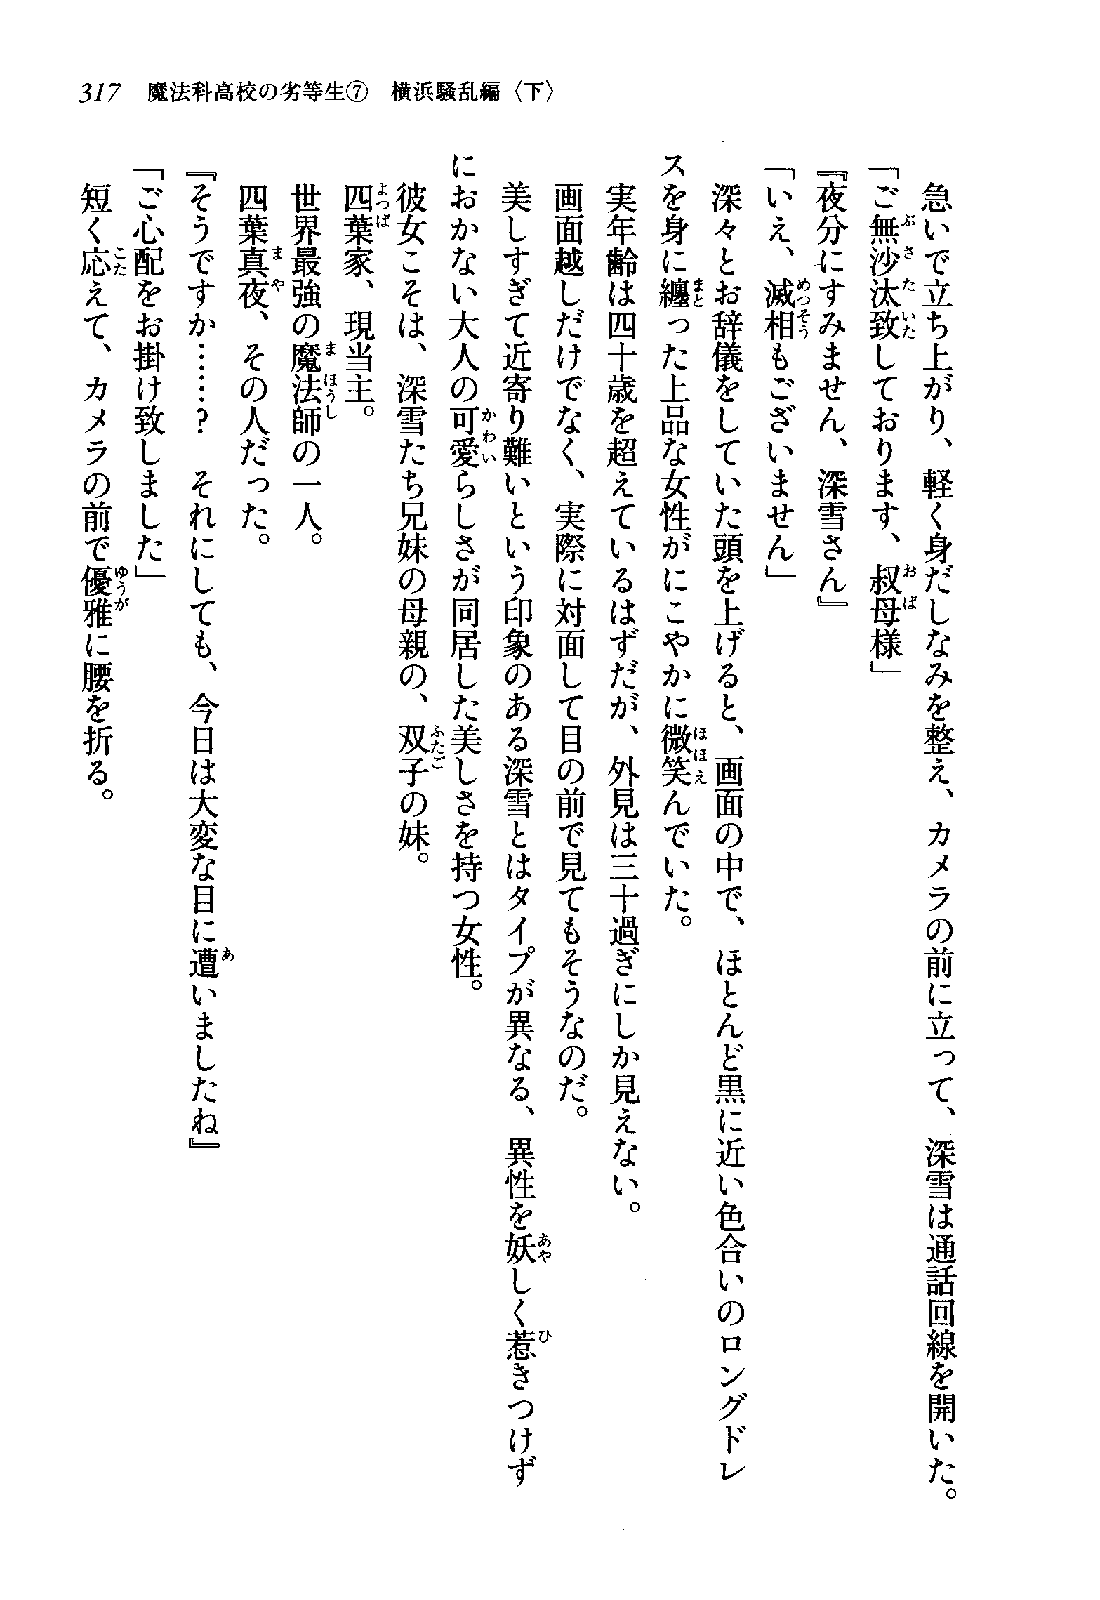 317　魔法科高校の劣等生⑦　横浜騒乱編〈下〉
急いで立ち上がり、軽く身だしなみを整え、カメラの前に立って、深雪は通話回線を開いた。
「ご無沙汰致しております、叔母様」
『夜分にすみません、深雪さん』
「いえ、滅相もございません」
深々とお辞儀をしていた頭を上げると、画面の中で、ほとんど黒に近い色合いのロングドレ
スを身に纏った上品な女性がにこやかに微笑んでいた。
実年齢は四十歳を超えているはずだが、外見は三十過ぎにしか見えない。
画面越しだけでなく、実際に対面して目の前で見てもそうなのだ。
美しすぎて近寄り難いという印象のある深雪とはタイプが異なる、異性を妖しく惹きつけず
におかない大人の可愛らしさが同居した美しさを持つ女性。
彼女こそは、深雪たち兄妹の母親の、双子の妹。
四葉家、現当主。
世界最強の魔法師の一人。
四葉真夜、その人だった。
『そうですか……？　それにしても、今日は大変な目に遭いましたね』
「ご心配をお掛け致しました」
短く応えて、カメラの前で優雅に腰を折る。